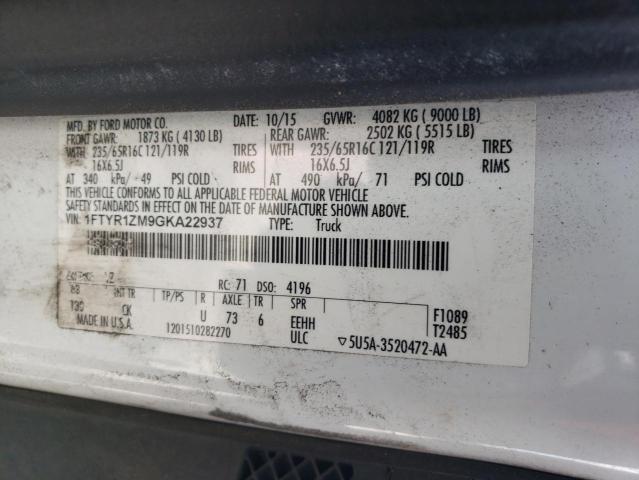 MFD. BY FORD MOTOR CO. 10/15 GVWR: 4082 KG ( 9000 LB)
FRONT GAWR: 1873 KG ( 4130 LB) REAR GAWR: 2502 KG ( 5515 LB)
WITH 235/65R16C 121/119R TIRES WITH 235/65R16C 121/119R TIRES
16X6.5J RIMS 16X6.5J RIMS
AT 340 kPa/ 49 PSI COLD AT 490 kPa/ 71 PSI COLD
THIS VEHICLE CONFORMS TO ALL APPLICABLE FEDERAL MOTOR VEHICLE
SAFETY STANDARDS IN EFFECT ON THE DATE OF MANUFACTURE SHOWN ABOVE.
VIN: 1FTYR1ZM9GKA22937 TYPE: Truck
RC: 71 DSO: 4196
INT TR TP/PS R AXLE TR SPR F1089
U 73 6 EEHH T2485
MADE IN U.S.A. 1201510282270 ULC ▽5U5A-3520472-AA